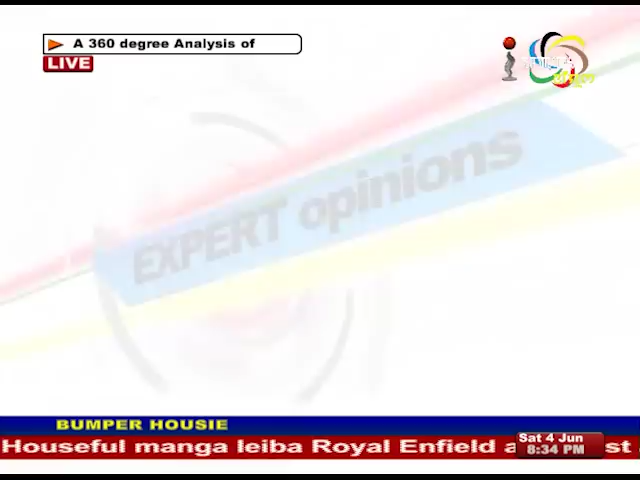 A 360 degree Analysis of
LIVE
EXPERT opinions
BUMPER HOUSIE
Houseful manga leiba Royal Enfield a
st
Sat 4 Jun
8:34 PM